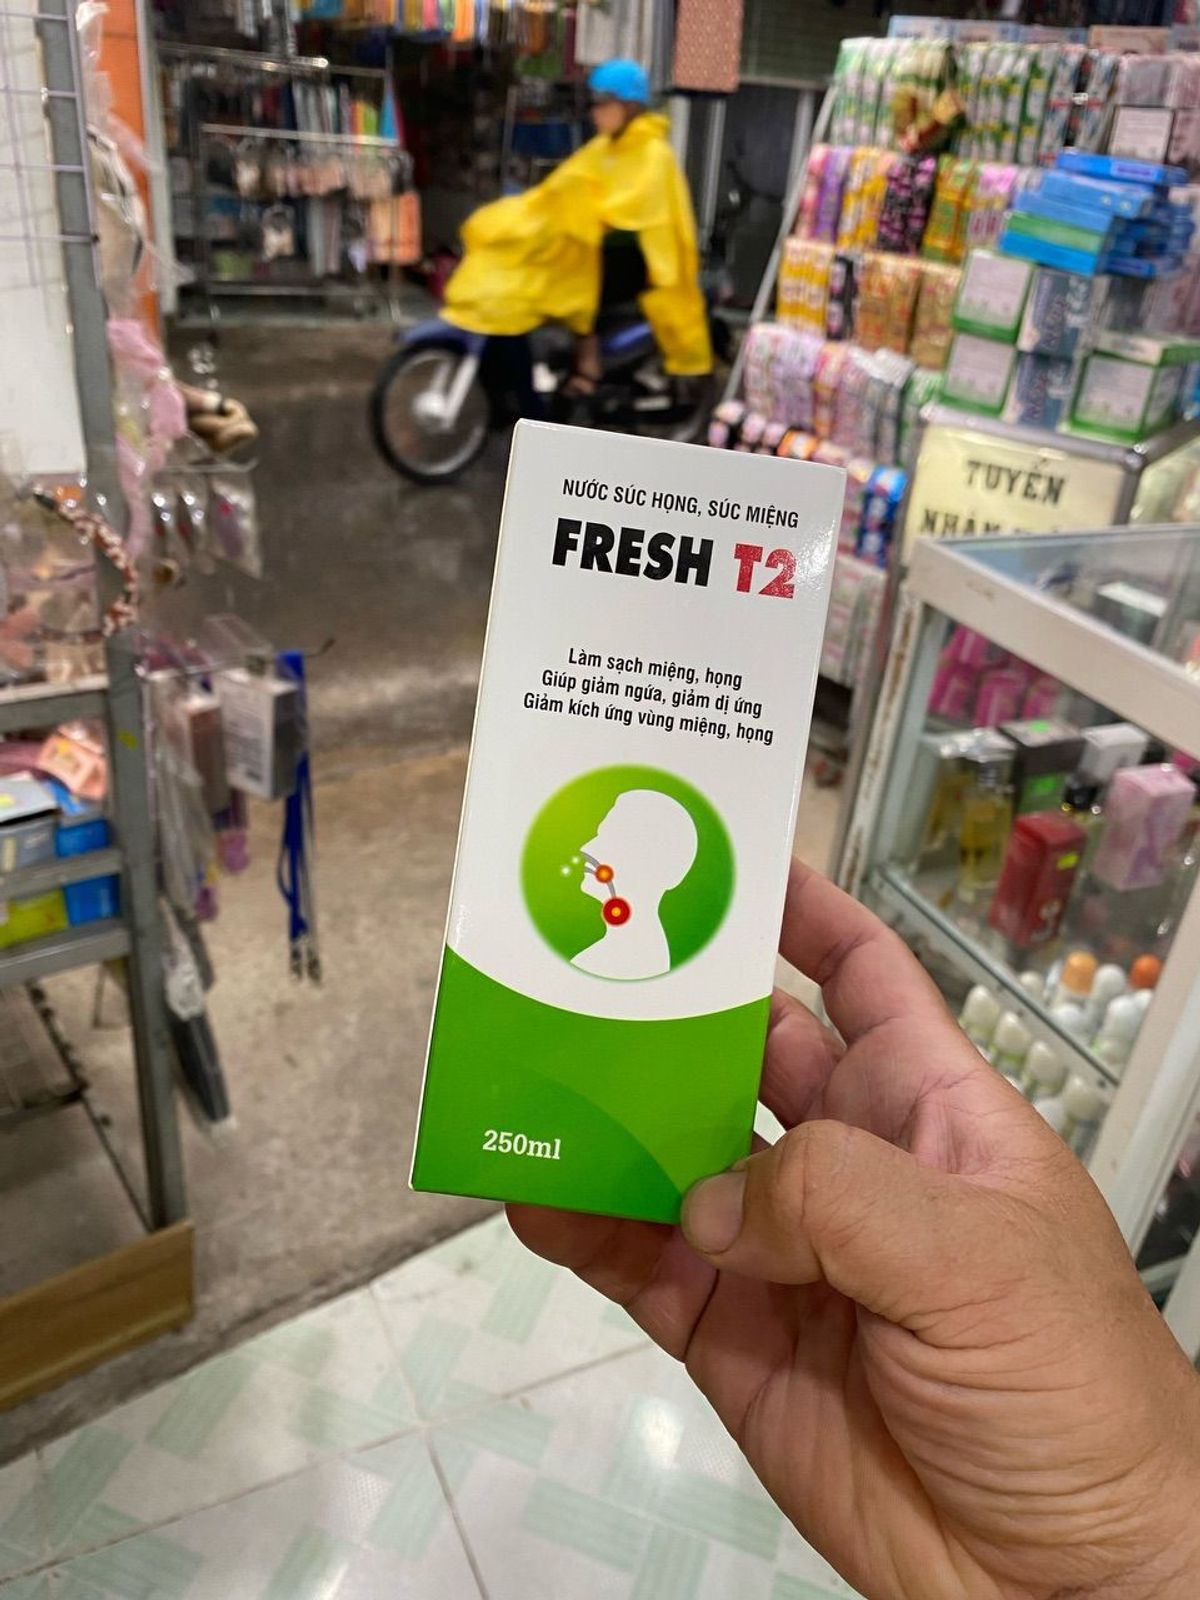 NƯỚC SÚC HỌNG, SÚC MIỆNG
FRESH T2
Làm sạch miệng, họng
Giúp giảm ngứa, giảm dị ứng
Giảm kích ứng vùng miệng, họng
250ml
TUYỂN
NHÂN